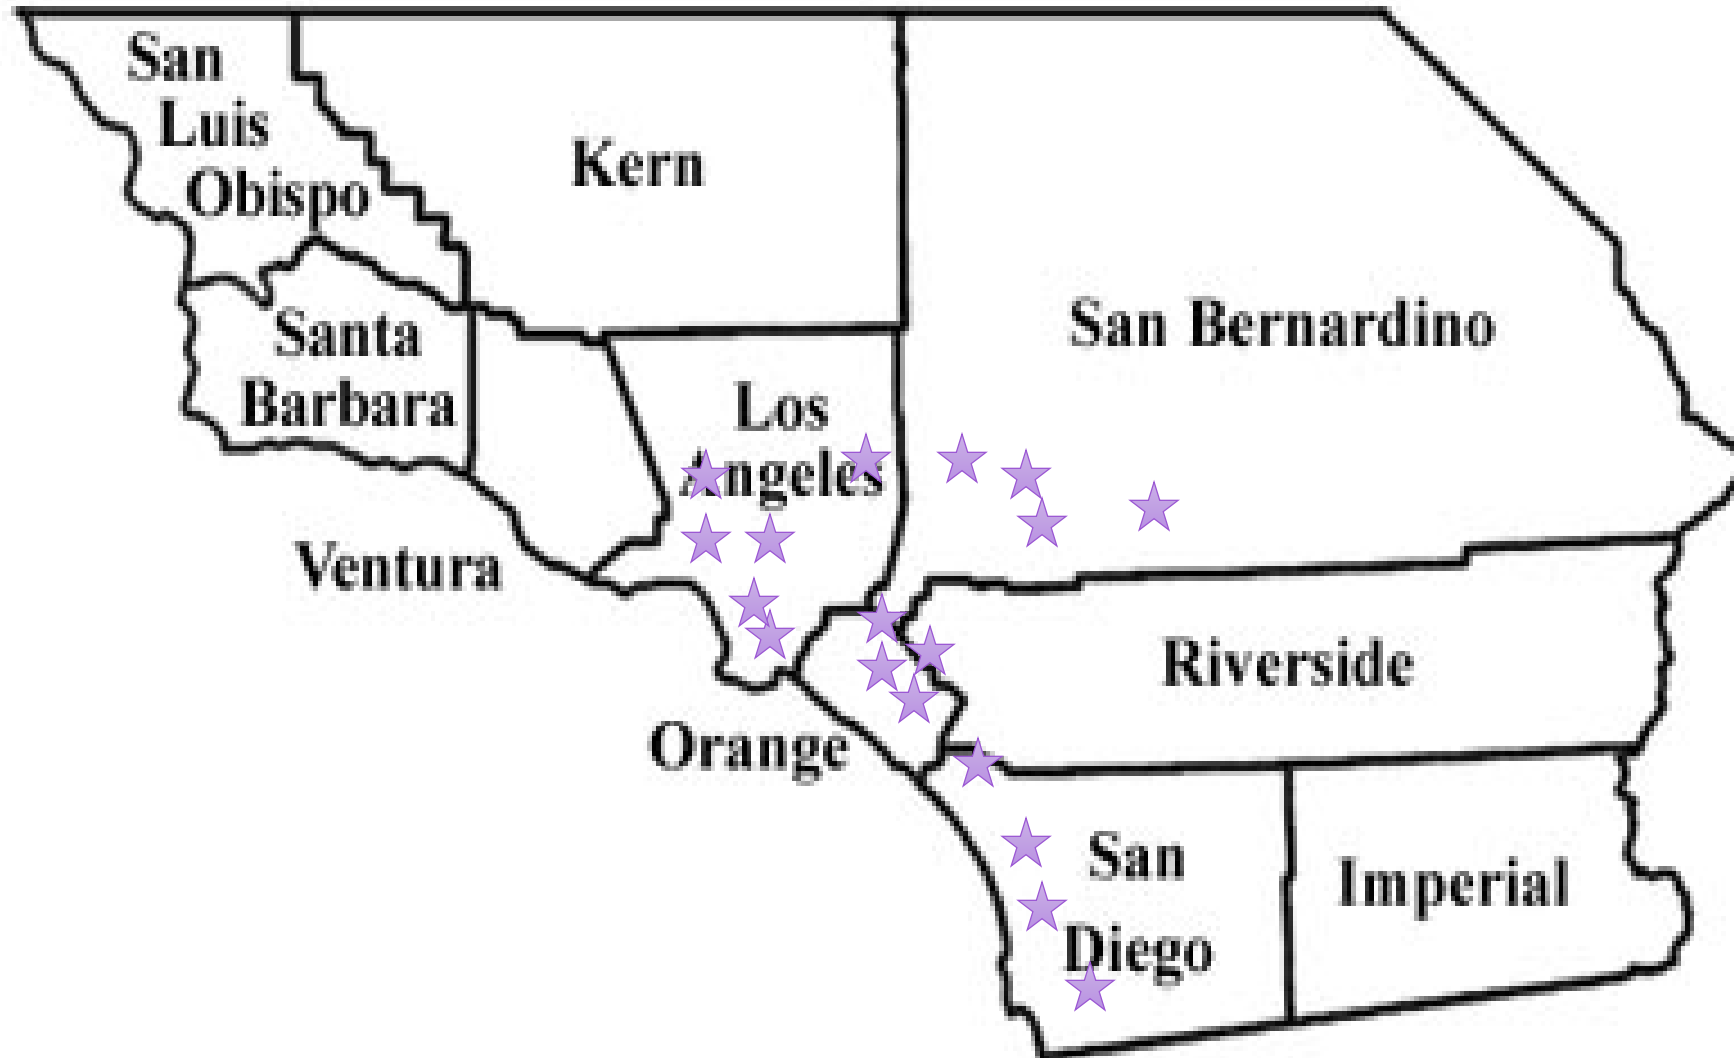 San
Luis
Obispo
Kern
San Bernardino
Santa
Barbara
Los
Angeles
Ventura
Riverside
Orange
San
Diego
Imperial